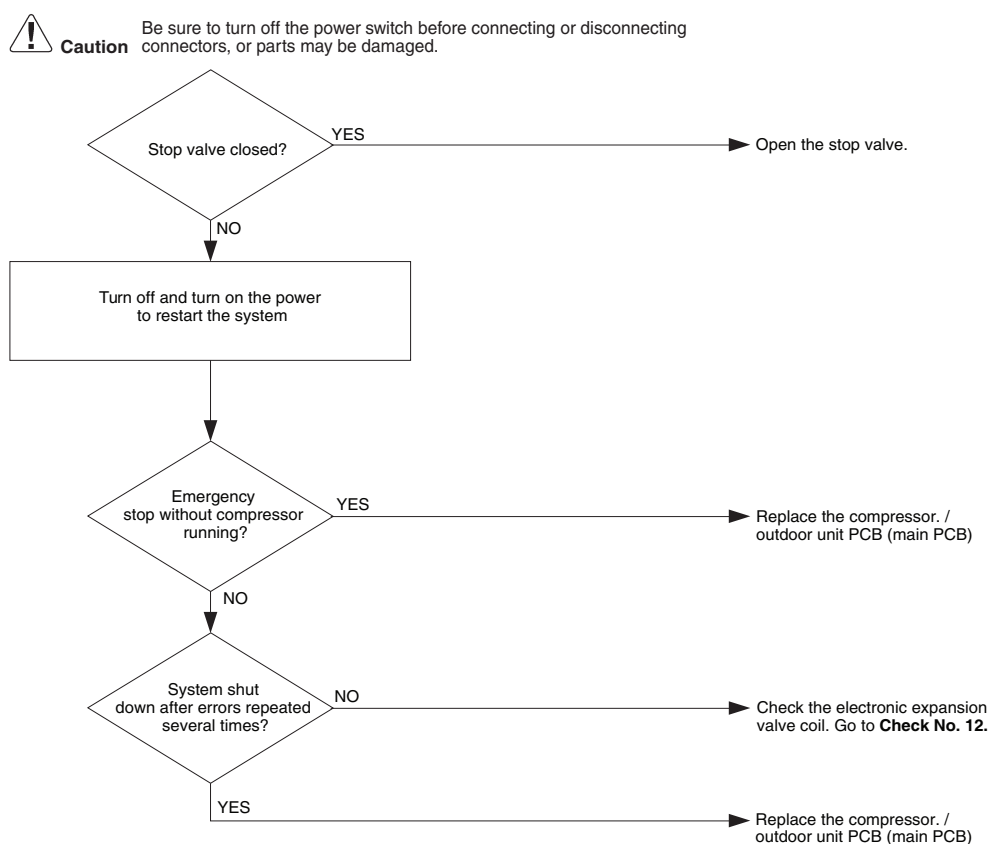 Be sure to turn off the power switch before connecting or disconnecting
Caution connectors, or parts may be damaged.
Stop valve closed?
YES
Open the stop valve.
NO
Turn off and turn on the power
to restart the system
Emergency
stop without compressor
running?
YES
Replace the compressor. /
outdoor unit PCB (main PCB)
NO
System shut
down after errors repeated
several times?
NO
Check the electronic expansion
valve coil. Go to Check No. 12.
YES
Replace the compressor. /
outdoor unit PCB (main PCB)